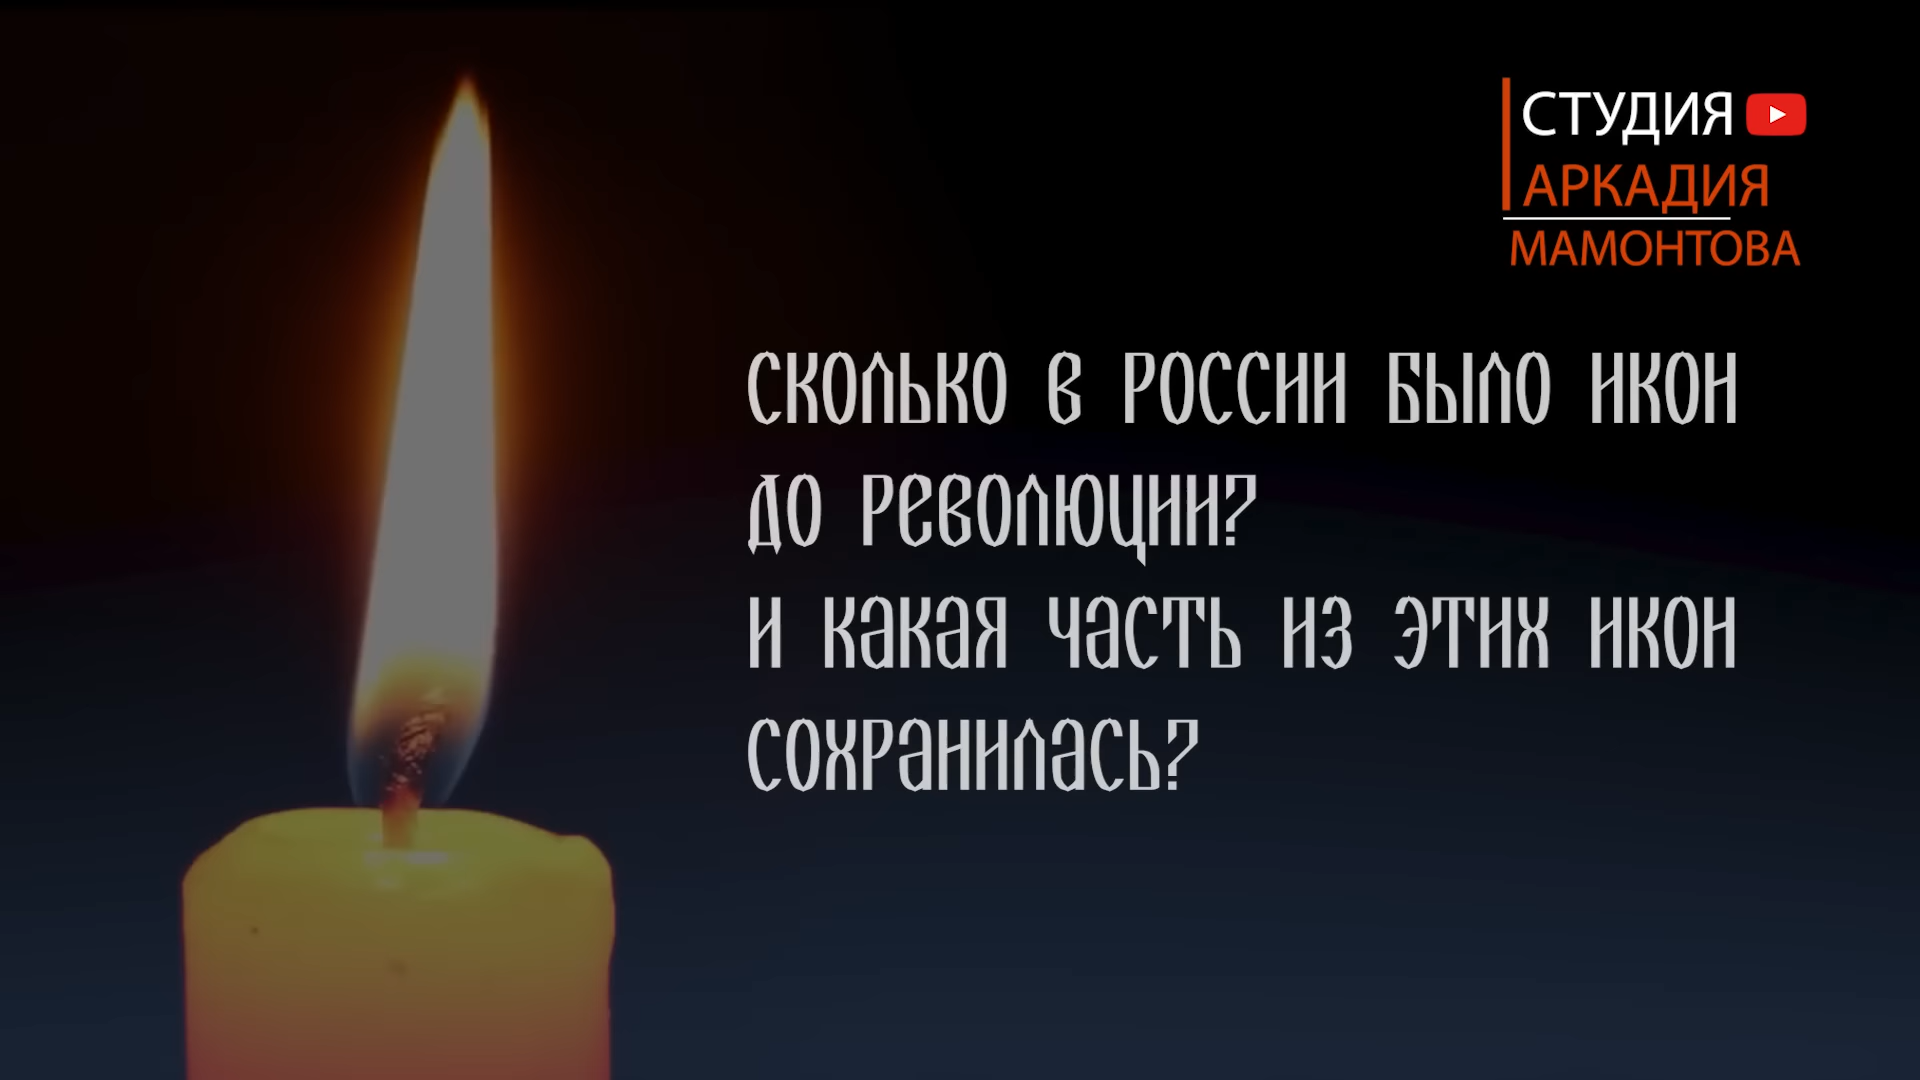 СТУДИЯ
АРКАДИЯ
МАМОНТОВА
СКОЛЬКО В РОССИИ БЫЛО ИКОН
ДО РЕВОЛЮЦИИ?
И КАКАЯ ЧАСТЬ ИЗ ЭТИХ ИКОН
СОХРАНИЛАСЬ?